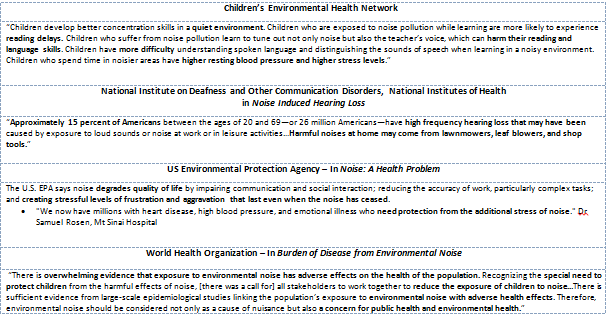 Children's Environmental Health Network
"Children develop better concentration skills in a quiet environment. Children who are exposed to noise pollution while learning are more likely to experience
reading delays. Children who suffer from noise pollution learn to tune out not only noise but also the teacher's voice, which can harm their reading and
language skills. Children have more difficulty understanding spoken language and distinguishing the sounds of speech when learning in a noisy environment.
Children who spend time in noisier areas have higher resting blood pressure and higher stress levels."
National Institute on Deafness and Other Communication Disorders, National Institutes of Health
in Noise Induced Hearing Loss
"Approximately 15 percent of Americans between the ages of 20 and 69—or 26 million Americans—have high frequency hearing loss that may have been
caused by exposure to loud sounds or noise at work or in leisure activities...Harmful noises at home may come from lawnmowers, leaf blowers, and shop
tools."
US Environmental Protection Agency – In Noise: A Health Problem
The U.S. EPA says noise degrades quality of life by impairing communication and social interaction; reducing the accuracy of work, particularly complex tasks;
and creating stressful levels of frustration and aggravation that last even when the noise has ceased.
• "We now have millions with heart disease, high blood pressure, and emotional illness who need protection from the additional stress of noise." Dr.
Samuel Rosen, Mt Sinai Hospital
World Health Organization – In Burden of Disease from Environmental Noise
"There is overwhelming evidence that exposure to environmental noise has adverse effects on the health of the population. Recognizing the special need to
protect children from the harmful effects of noise, [there was a call for] all stakeholders to work together to reduce the exposure of children to noise...There is
sufficient evidence from large-scale epidemiological studies linking the population's exposure to environmental noise with adverse health effects. Therefore,
environmental noise should be considered not only as a cause of nuisance but also a concern for public health and environmental health."